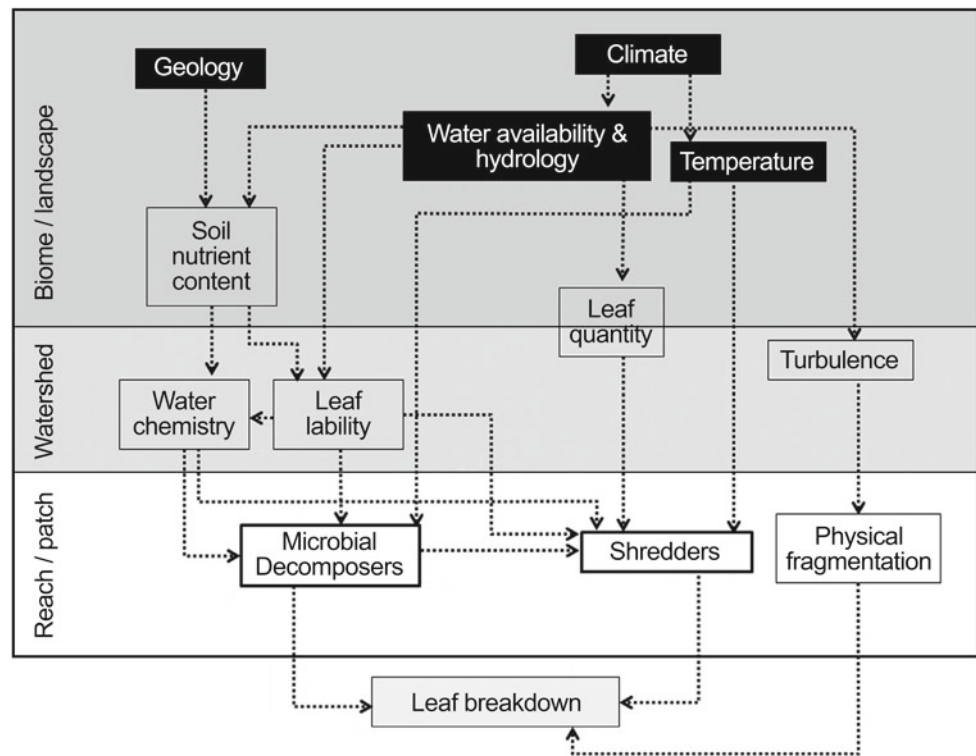 Biome / landscape
Geology
Climate
Water availability &
hydrology
Temperature
Soil
nutrient
content
Leaf
quantity
Watershed
Turbulence
Water
chemistry
Leaf
lability
Reach / patch
Microbial
Decomposers
Shredders
Physical
fragmentation
Leaf breakdown